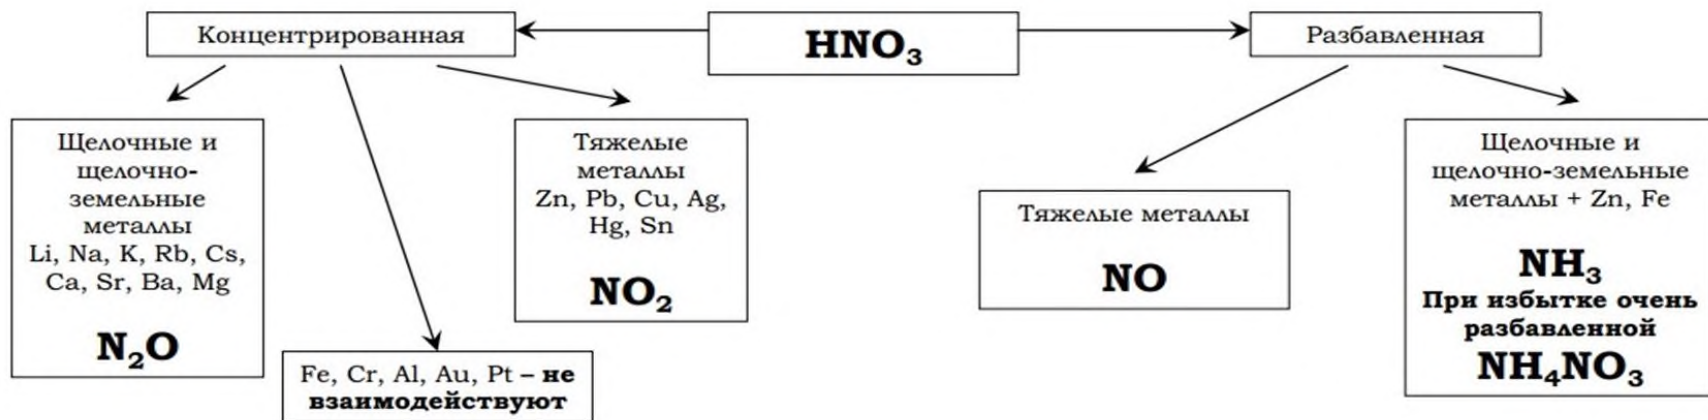 Концентрированная
HNO₃
Разбавленная
Щелочные и
щелочно-
земельные
металлы
Li, Na, K, Rb, Cs,
Ca, Sr, Ba, Mg
N₂O
Fe, Cr, Al, Au, Pt – не
взаимодействуют
Тяжелые
металлы
Zn, Pb, Cu, Ag,
Hg, Sn
NO₂
Тяжелые металлы
NO
Щелочные и
щелочно-земельные
металлы + Zn, Fe
NH₃
При избытке очень
разбавленной
NH₄NO₃